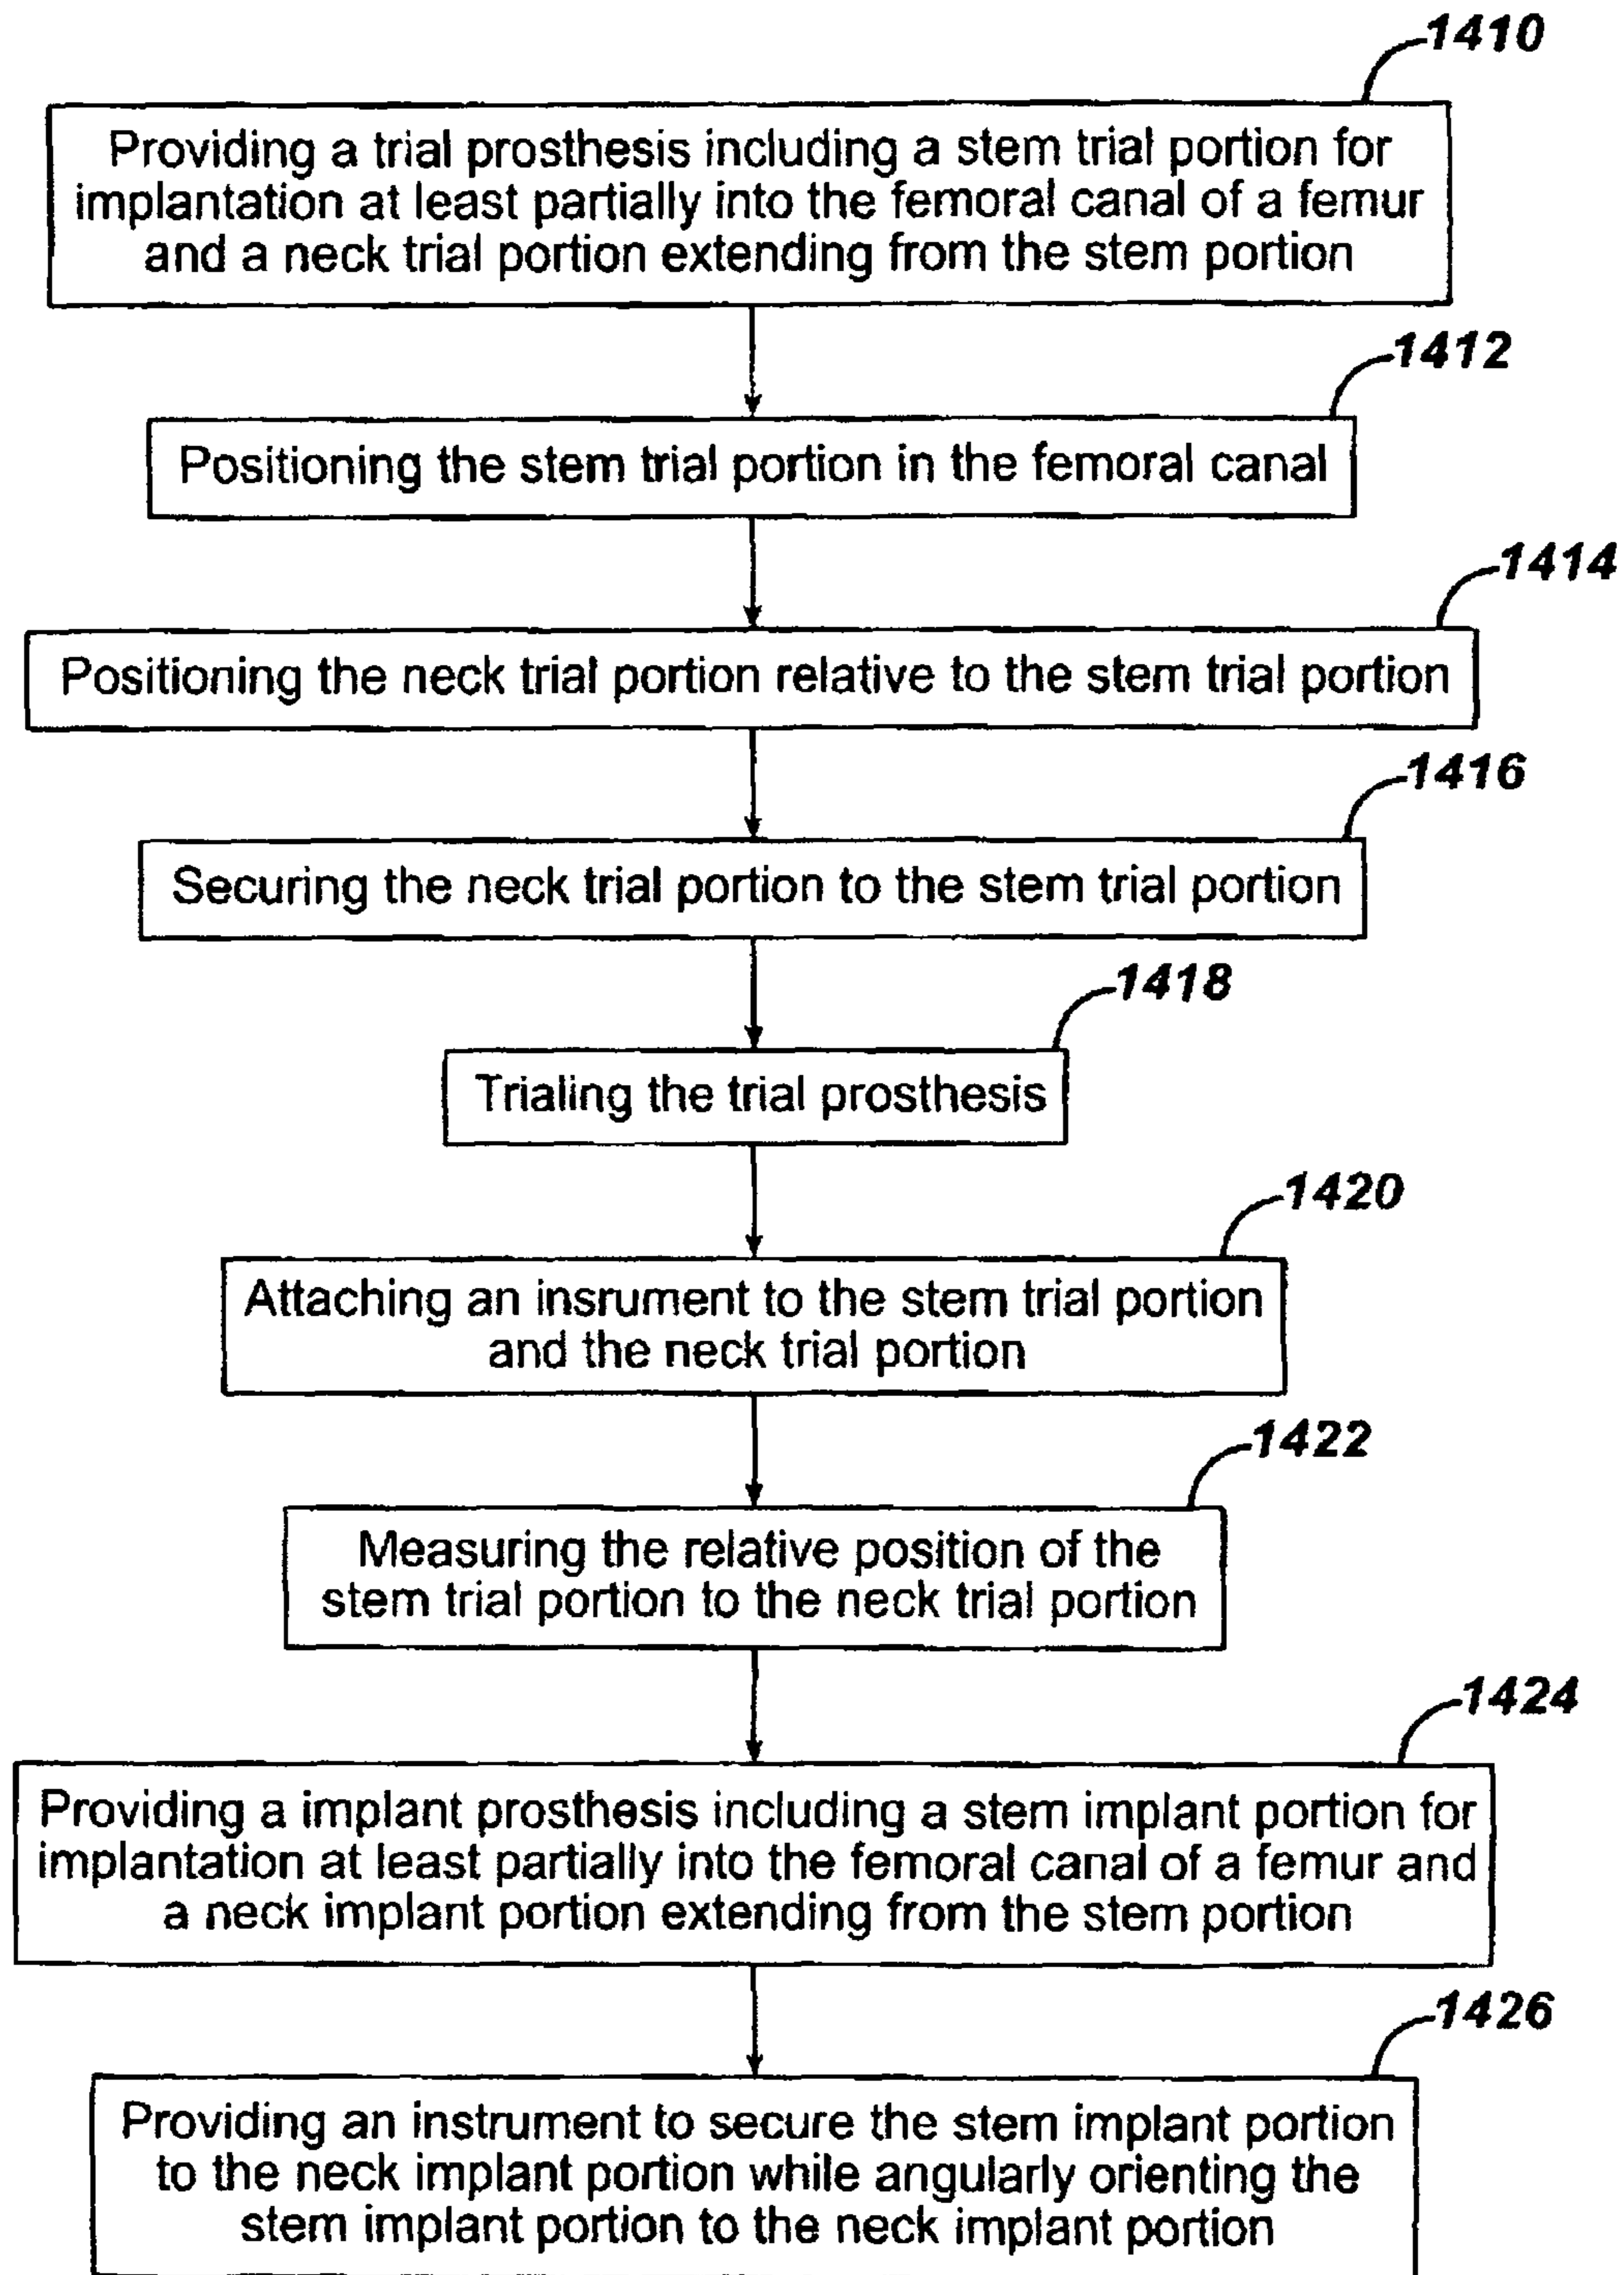 1410
Providing a trial prosthesis including a stem trial portion for
implantation at least partially into the femoral canal of a femur
and a neck trial portion extending from the stem portion
1412
Positioning the stem trial portion in the femoral canal
1414
Positioning the neck trial portion relative to the stem trial portion
1416
Securing the neck trial portion to the stem trial portion
1418
Trialing the trial prosthesis
1420
Attaching an insrument to the stem trial portion
and the neck trial portion
1422
Measuring the relative position of the
stem trial portion to the neck trial portion
1424
Providing a implant prosthesis including a stem implant portion for
implantation at least partially into the femoral canal of a femur and
a neck implant portion extending from the stem portion
1426
Providing an instrument to secure the stem implant portion
to the neck implant portion while angularly orienting the
stem implant portion to the neck implant portion